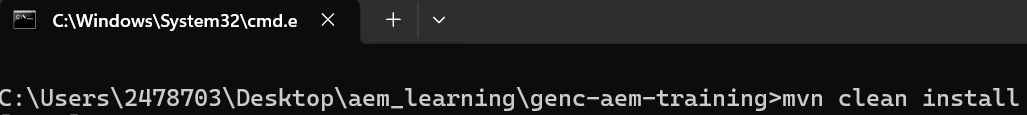 C:\Windows\System32\cmd.e
C:\Users\2478703\Desktop\aem_learning\genc-aem-training>mvn clean install